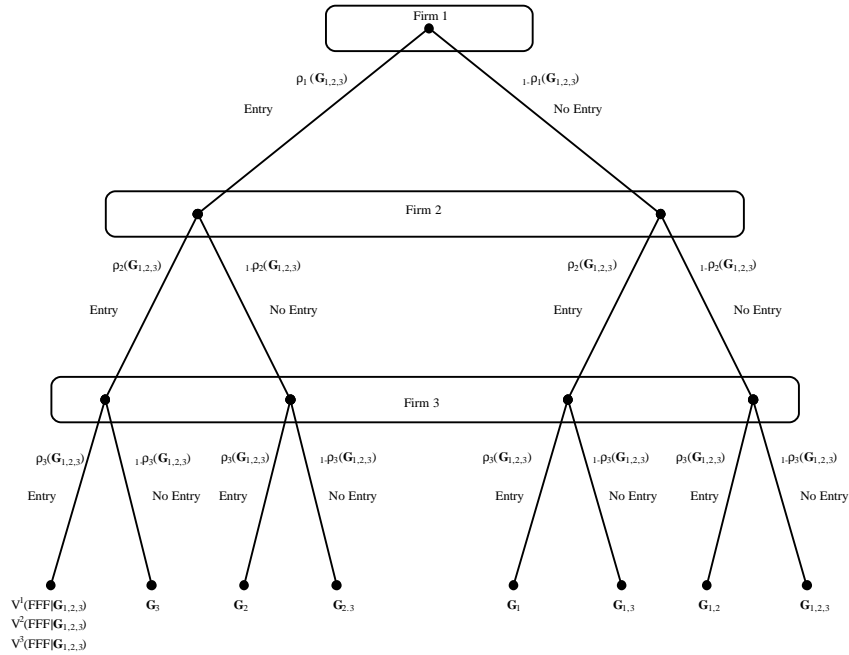 Firm 1
ρ1 (G1,2,3) 1-ρ1(G1,2,3)
Entry No Entry
Firm 2
ρ2(G1,2,3) 1-ρ2(G1,2,3) ρ2(G1,2,3) 1-ρ2(G1,2,3)
Entry No Entry Entry No Entry
Firm 3
ρ3(G1,2,3) 1-ρ3(G1,2,3) ρ3(G1,2,3) 1-ρ3(G1,2,3) ρ3(G1,2,3) 1-ρ3(G1,2,3) ρ3(G1,2,3) 1-ρ3(G1,2,3)
Entry No Entry Entry No Entry Entry No Entry Entry No Entry
V1(FFF|G1,2,3) G3 G2 G2.3 G1 G1,3 G1,2 G1,2,3
V2(FFF|G1,2,3)
V3(FFF|G1,2,3)